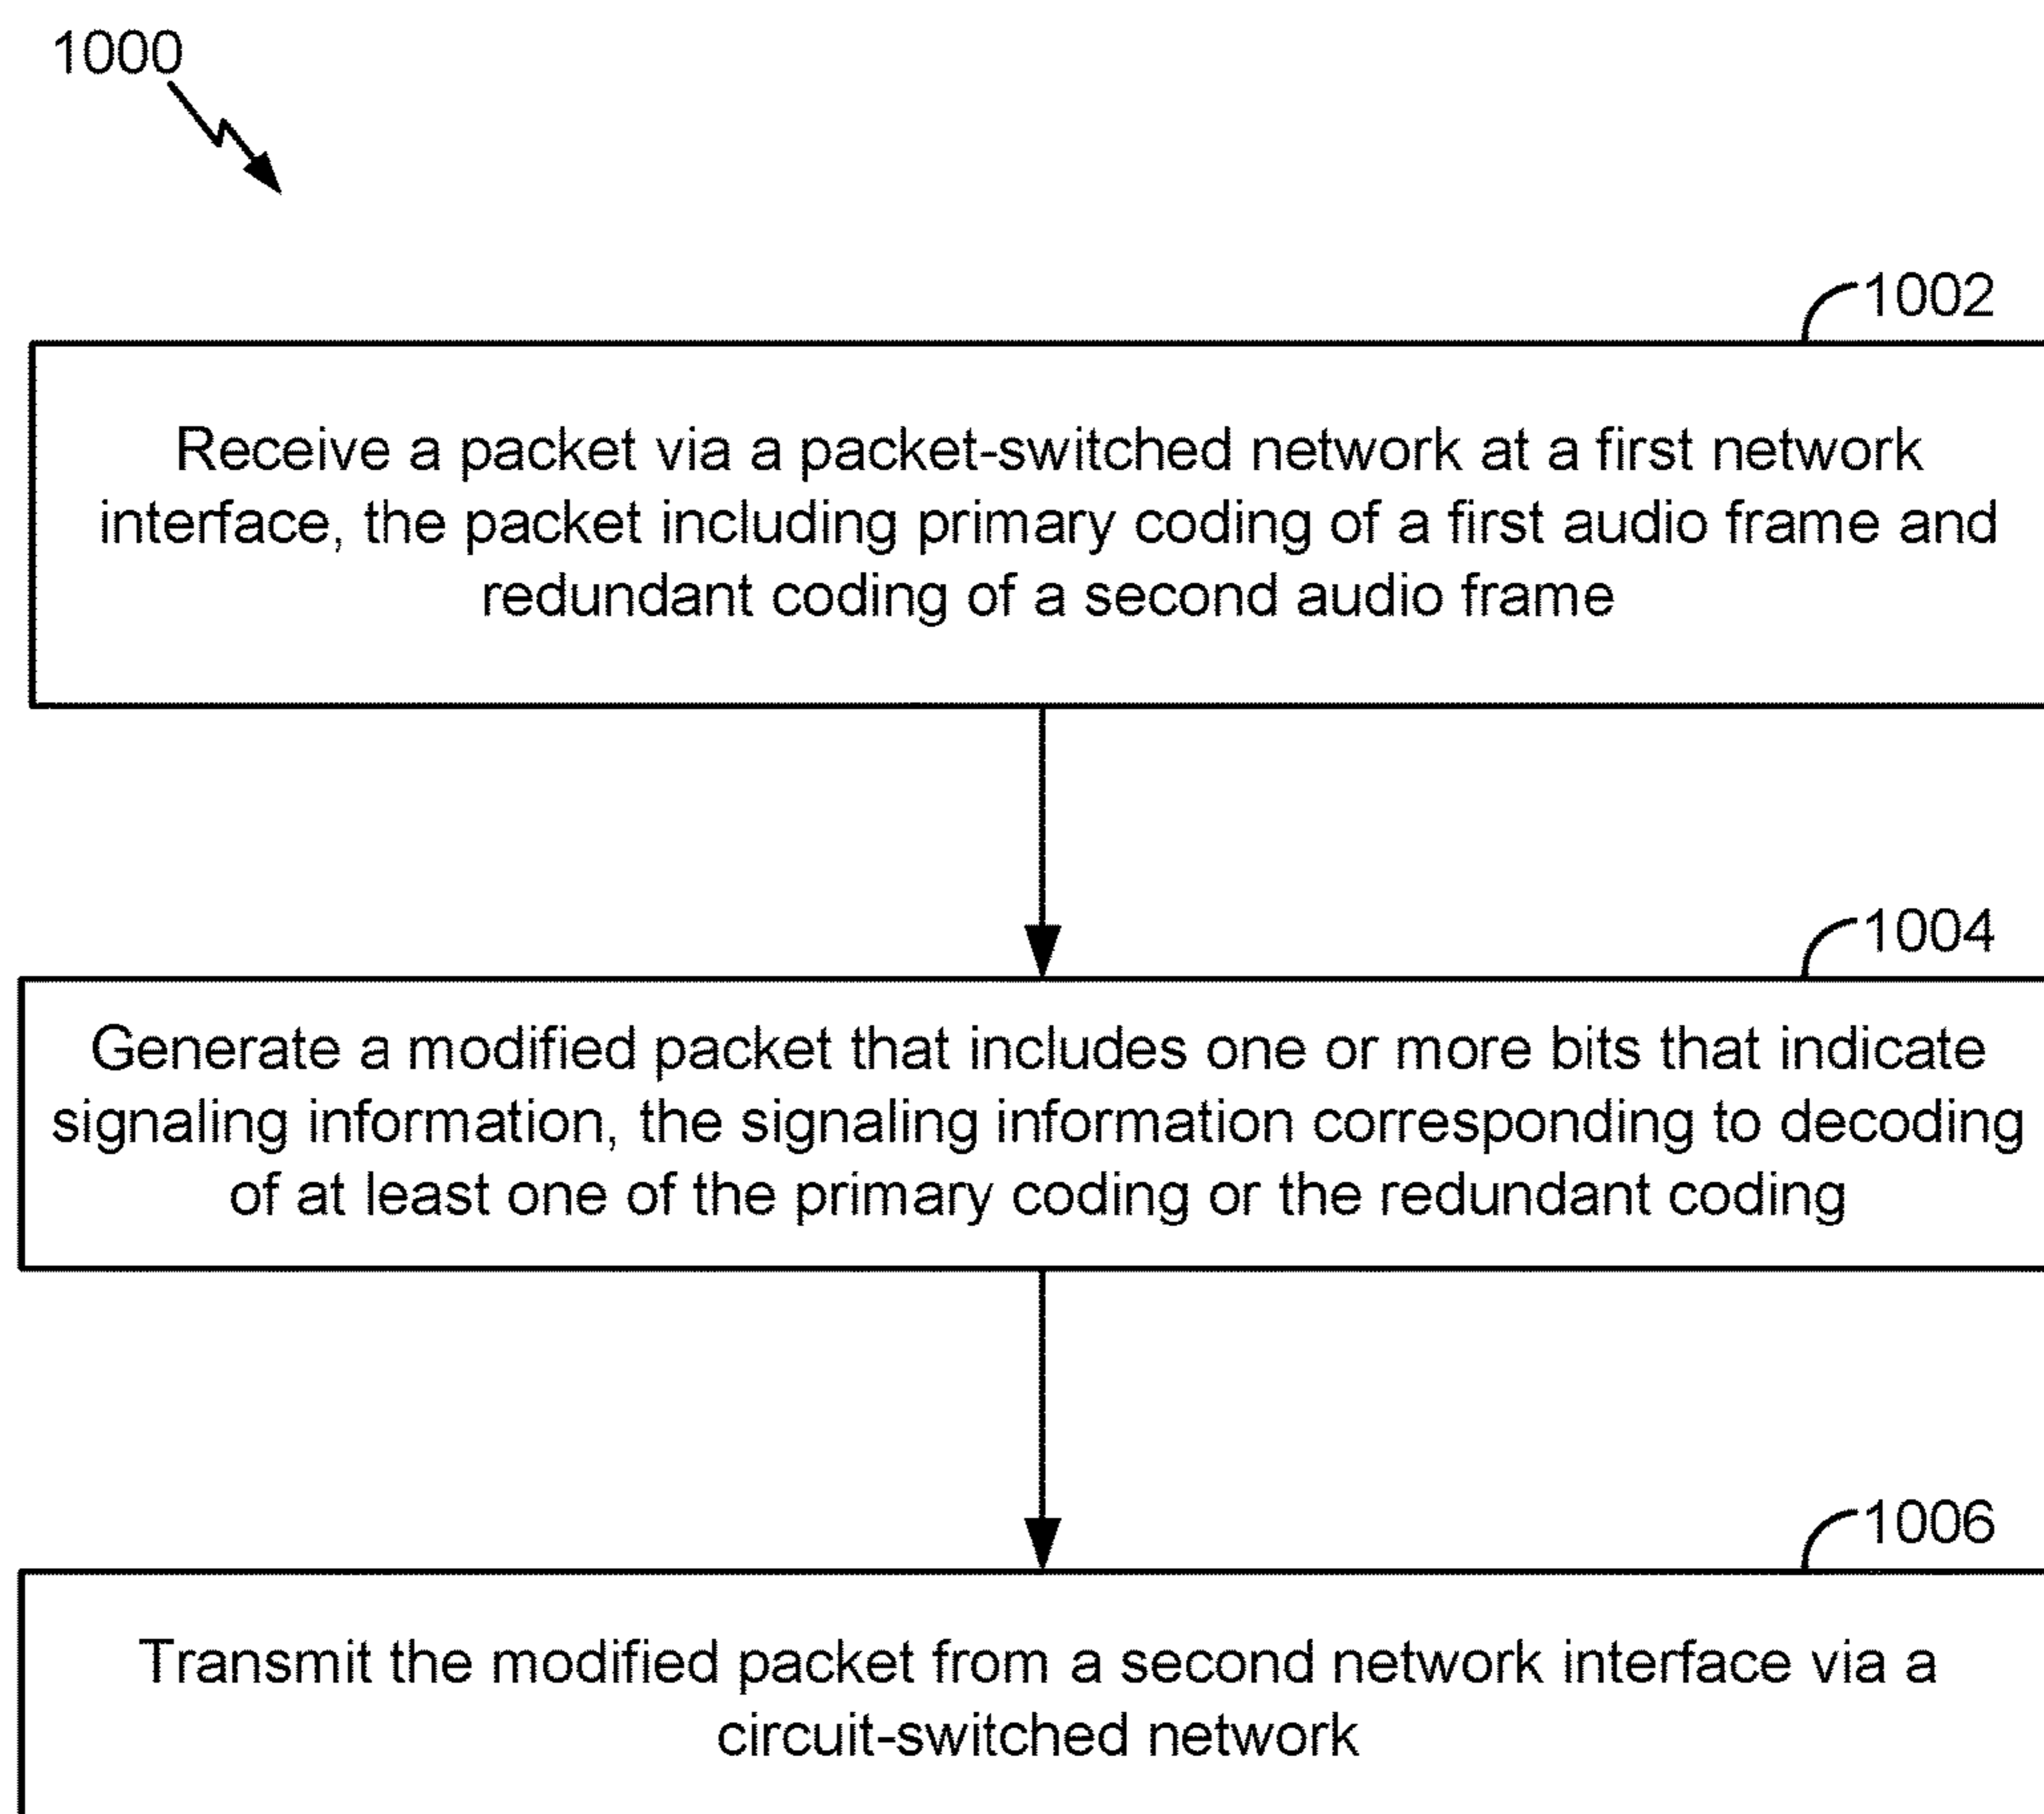 1000
1002
Receive a packet via a packet-switched network at a first network
interface, the packet including primary coding of a first audio frame and
redundant coding of a second audio frame
1004
Generate a modified packet that includes one or more bits that indicate
signaling information, the signaling information corresponding to decoding
of at least one of the primary coding or the redundant coding
1006
Transmit the modified packet from a second network interface via a
circuit-switched network